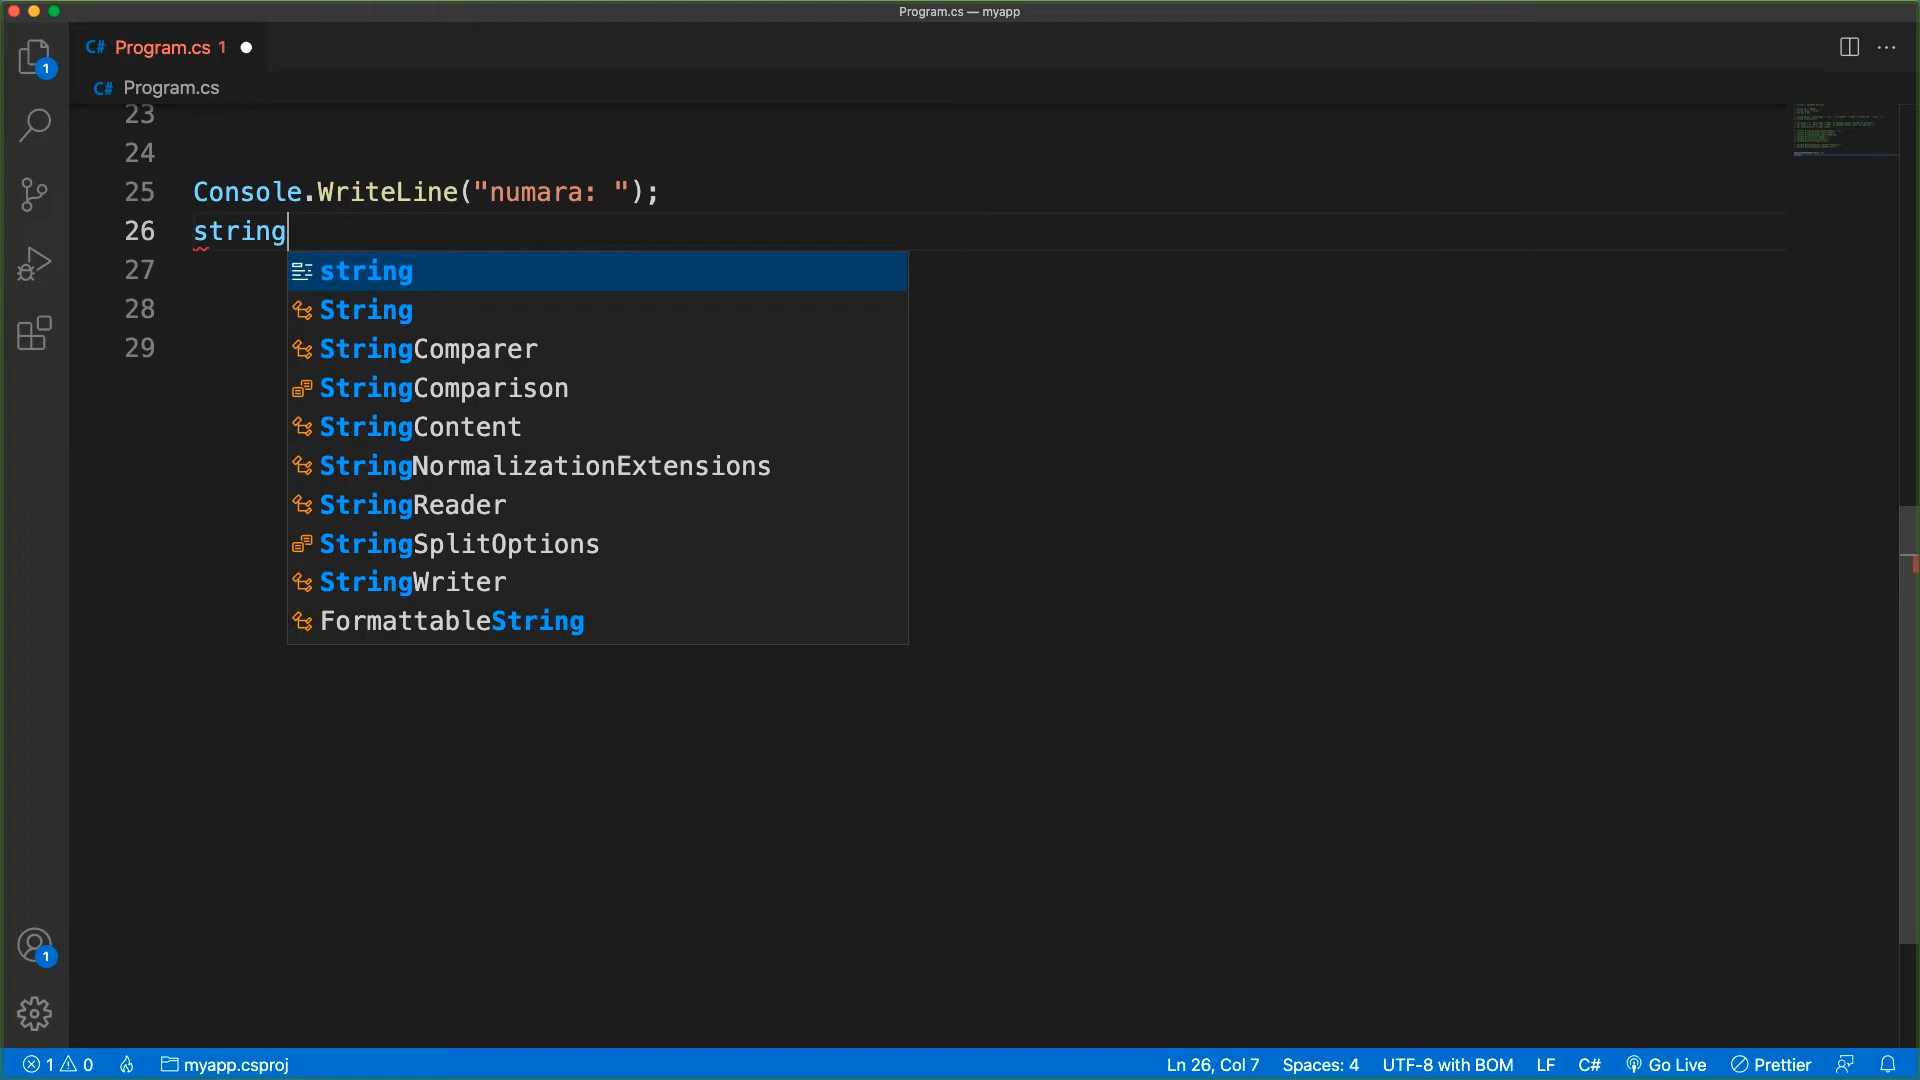 Program.cs — myapp
C# Program.cs 1
C# Program.cs
1
23
24
25 Console.WriteLine("numara: ");
26 string
27
28
29
string
String
StringComparer
StringComparison
StringContent
StringNormalizationExtensions
StringReader
StringSplitOptions
StringWriter
FormattableString
1
1 0 myapp.csproj Ln 26, Col 7 Spaces: 4 UTF-8 with BOM LF C# Go Live Prettier